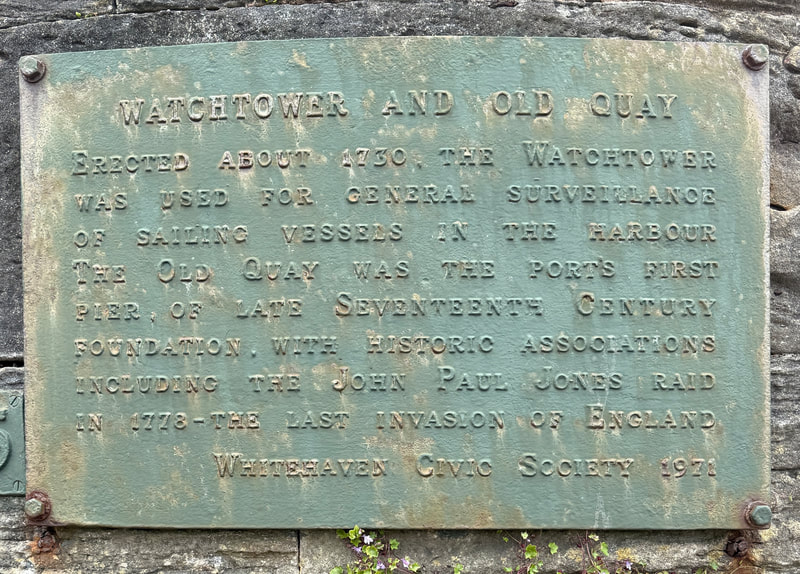 WATCHTOWER AND OLD QUAY
ERECTED ABOUT 1730, THE WATCHTOWER
WAS USED FOR GENERAL SURVEILLANCE
OF SAILING VESSELS IN THE HARBOUR
THE OLD QUAY WAS THE PORT'S FIRST
PIER, OF LATE SEVENTEENTH CENTURY
FOUNDATION, WITH HISTORIC ASSOCIATIONS
INCLUDING THE JOHN PAUL JONES RAID
IN 1778-THE LAST INVASION OF ENGLAND
WHITEHAVEN CIVIC SOCIETY 1971